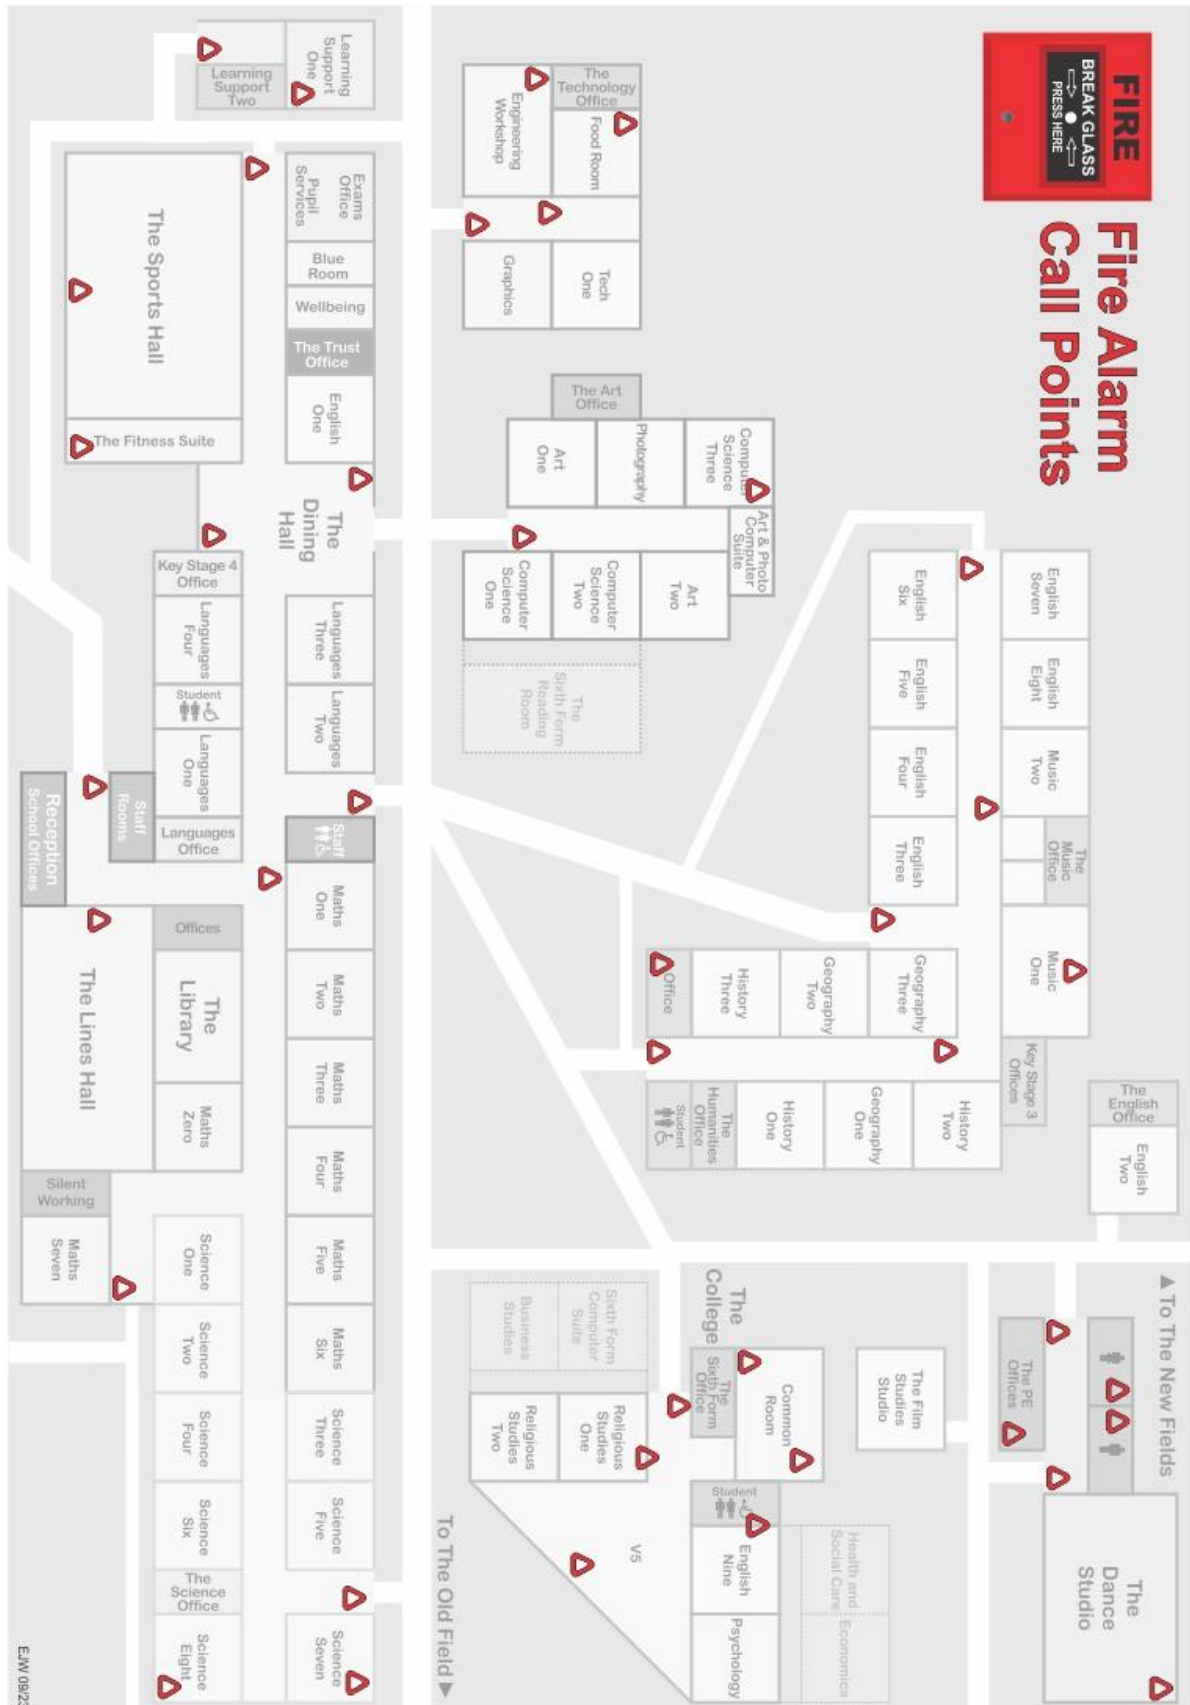 FIRE
BREAK GLASS
PRESS HERE
Fire Alarm
Call Points
Learning
Support
One
Learning
Support
Two
The
Technology
Office
Engineering
Workshop
Food Room
Exams
Office
Pupil
Services
The Sports Hall
Blue
Room
Wellbeing
The Trust
Office
English
One
The Fitness Suite
Graphics
Tech
One
The Art
Office
Art
One
Photography
Computer
Science
Three
Art & Photo
Computer
Suite
The
Dining
Hall
Key Stage 4
Office
Languages
Four
Languages
Three
Student
Languages
Two
Languages
One
Languages
Office
Computer
Science
One
Computer
Science
Two
Art
Two
The
Sixth Form
Reading
Room
English
Six
English
Seven
English
Five
English
Eight
English
Four
Music
Two
English
Three
The
Music
Office
Music
One
Reception
School Offices
Staff
Rooms
Staff
Maths
One
Offices
The
Library
The Lines Hall
Maths
Two
Maths
Three
Maths
Zero
Maths
Four
Silent
Working
Maths
Seven
Maths
Five
Maths
Six
Office
History
Three
Geography
Two
Geography
Three
Key Stage 3
Offices
Student
The
Humanities
Office
History
One
Geography
One
History
Two
The
English
Office
English
Two
Science
One
Science
Two
Science
Three
Science
Four
Science
Five
Science
Six
The
Science
Office
Science
Seven
Science
Eight
Business
Studies
Sixth Form
Computer
Suite
The
College
The
Sixth Form
Office
Common
Room
The Film
Studies
Studio
The PE
Offices
▲ To The New Fields
Religious
Studies
Two
Religious
Studies
One
Student
V5
English
Nine
Health and
Social Care
Psychology
Economics
The
Dance
Studio
To The Old Field ▼
EJW 09/23